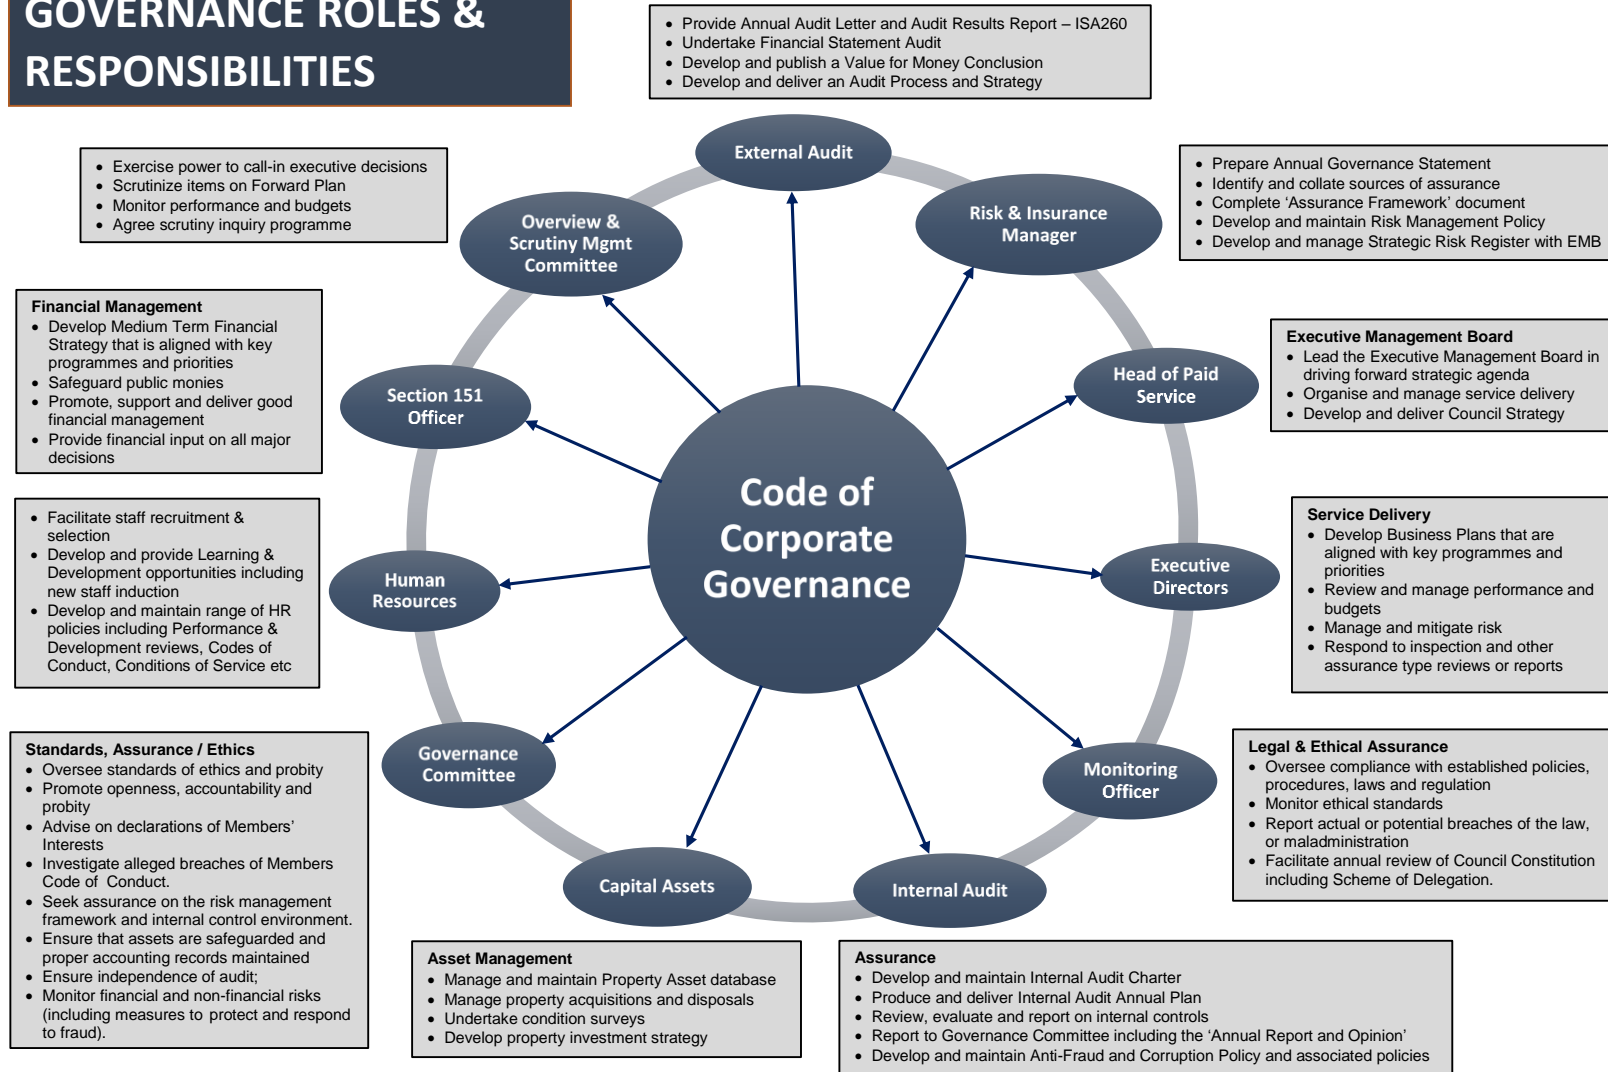 GOVERNANCE ROLES &
RESPONSIBILITIES
• Provide Annual Audit Letter and Audit Results Report – ISA260
• Undertake Financial Statement Audit
• Develop and publish a Value for Money Conclusion
• Develop and deliver an Audit Process and Strategy
External Audit
• Exercise power to call-in executive decisions
• Scrutinize items on Forward Plan
• Monitor performance and budgets
• Agree scrutiny inquiry programme
Overview &
Scrutiny Mgmt
Committee
Risk & Insurance
Manager
• Prepare Annual Governance Statement
• Identify and collate sources of assurance
• Complete ‘Assurance Framework’ document
• Develop and maintain Risk Management Policy
• Develop and manage Strategic Risk Register with EMB
Financial Management
• Develop Medium Term Financial
Strategy that is aligned with key
programmes and priorities
• Safeguard public monies
• Promote, support and deliver good
financial management
• Provide financial input on all major
decisions
Section 151
Officer
Head of Paid
Service
Executive Management Board
• Lead the Executive Management Board in
driving forward strategic agenda
• Organise and manage service delivery
• Develop and deliver Council Strategy
Code of
Corporate
Governance
• Facilitate staff recruitment &
selection
• Develop and provide Learning &
Development opportunities including
new staff induction
• Develop and maintain range of HR
policies including Performance &
Development reviews, Codes of
Conduct, Conditions of Service etc
Human
Resources
Executive
Directors
Service Delivery
• Develop Business Plans that are
aligned with key programmes and
priorities
• Review and manage performance and
budgets
• Manage and mitigate risk
• Respond to inspection and other
assurance type reviews or reports
Standards, Assurance / Ethics
• Oversee standards of ethics and probity
• Promote openness, accountability and
probity
• Advise on declarations of Members’
Interests
• Investigate alleged breaches of Members
Code of Conduct.
• Seek assurance on the risk management
framework and internal control environment.
• Ensure that assets are safeguarded and
proper accounting records maintained
• Ensure independence of audit;
• Monitor financial and non-financial risks
(including measures to protect and respond
to fraud).
Governance
Committee
Monitoring
Officer
Legal & Ethical Assurance
• Oversee compliance with established policies,
procedures, laws and regulation
• Monitor ethical standards
• Report actual or potential breaches of the law,
or maladministration
• Facilitate annual review of Council Constitution
including Scheme of Delegation.
Capital Assets
Internal Audit
Asset Management
• Manage and maintain Property Asset database
• Manage property acquisitions and disposals
• Undertake condition surveys
• Develop property investment strategy
Assurance
• Develop and maintain Internal Audit Charter
• Produce and deliver Internal Audit Annual Plan
• Review, evaluate and report on internal controls
• Report to Governance Committee including the ‘Annual Report and Opinion’
• Develop and maintain Anti-Fraud and Corruption Policy and associated policies